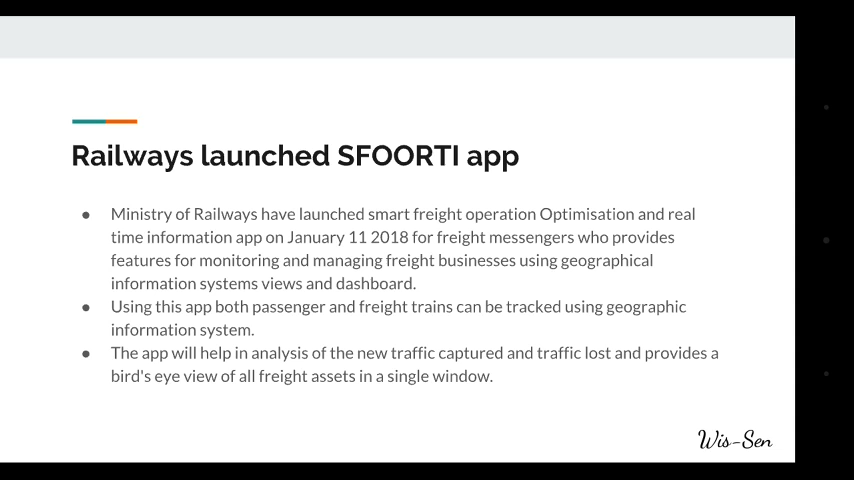 Railways launched SFOORTI app
● Ministry of Railways have launched smart freight operation Optimisation and real
time information app on January 11 2018 for freight messengers who provides
features for monitoring and managing freight businesses using geographical
information systems views and dashboard.
● Using this app both passenger and freight trains can be tracked using geographic
information system.
● The app will help in analysis of the new traffic captured and traffic lost and provides a
bird's eye view of all freight assets in a single window.
Wis-Sen